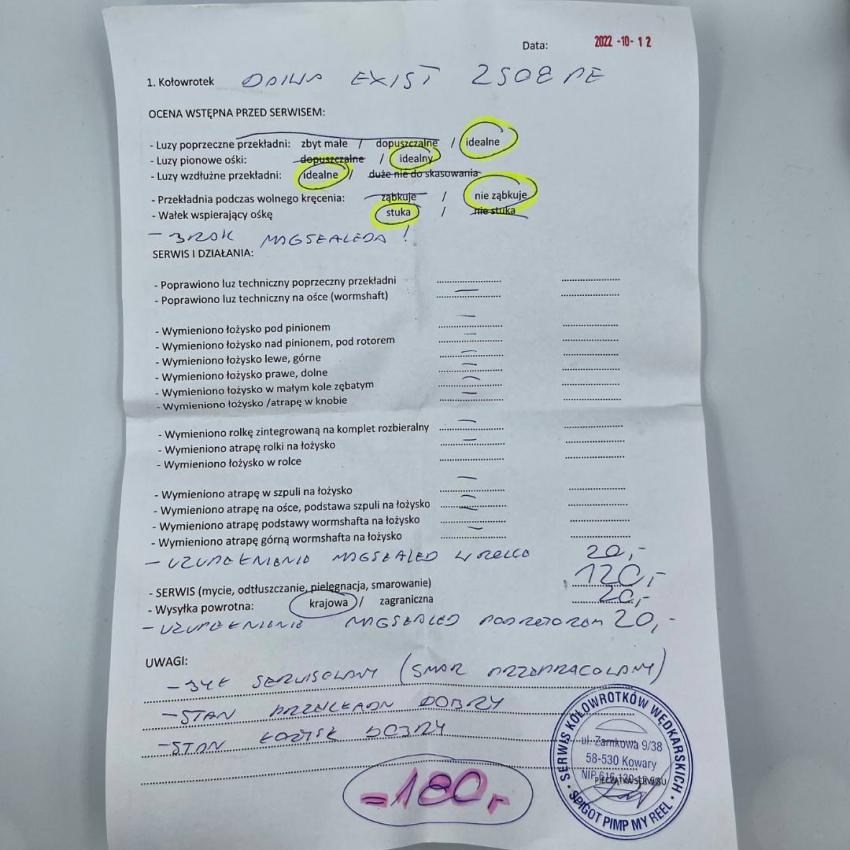 Data: 2022-10-12
1. Kołowrotek DAIWA EXIST 2508 PE
OCENA WSTĘPNA PRZED SERWISEM:
- Luzy poprzeczne przekładni: zbyt małe / dopuszczalne / idealne
- Luzy pionowe ośki: dopuszczalne / idealny
- Luzy wzdłużne przekładni: idealne / duże nie do skasowania
- Przekładnia podczas wolnego kręcenia: ząbkuje / nie ząbkuje
- Wałek wspierający ośkę stuka / nie stuka
- BRAK MAGSEALEDA!
SERWIS I DZIAŁANIA:
- Poprawiono luz techniczny poprzeczny przekładni
- Poprawiono luz techniczny na ośce (wormshaft)
- Wymieniono łożysko pod pinionem
- Wymieniono łożysko nad pinionem, pod rotorem
- Wymieniono łożysko lewe, górne
- Wymieniono łożysko prawe, dolne
- Wymieniono łożysko w małym kole zębatym
- Wymieniono łożysko /atrapę w knobie
- Wymieniono rolkę zintegrowaną na komplet rozbieralny
- Wymieniono atrapę rolki na łożysko
- Wymieniono łożysko w rolce
- Wymieniono atrapę w szpuli na łożysko
- Wymieniono atrapę na ośce, podstawa szpuli na łożysko
- Wymieniono atrapę podstawy wormshafta na łożysko
- Wymieniono atrapę górną wormshafta na łożysko
- UZUPEŁNIENIO MAGSEALED W ROLCE 20,-
- SERWIS (mycie, odtłuszczanie, pielęgnacja, smarowanie) 120,-
- Wysyłka powrotna: krajowa / zagraniczna 20,-
- UZUPEŁNIENIE MAGSEALED POD ROTOREM 20,-
UWAGI:
- BYŁ SERWISOWANY (SMAR PRZEPRACOWANY)
- STAN PRZEKŁADNI DOBRY
- STAN ŁOŻYSK DOBRY
=180,-
SERWIS KOŁOWROTKÓW WĘDKARSKICH
ul. Zamkowa 9/38
58-530 Kowary
NIP
PIECZĄTKA SERWISU
SPIGOT PIMP MY REEL